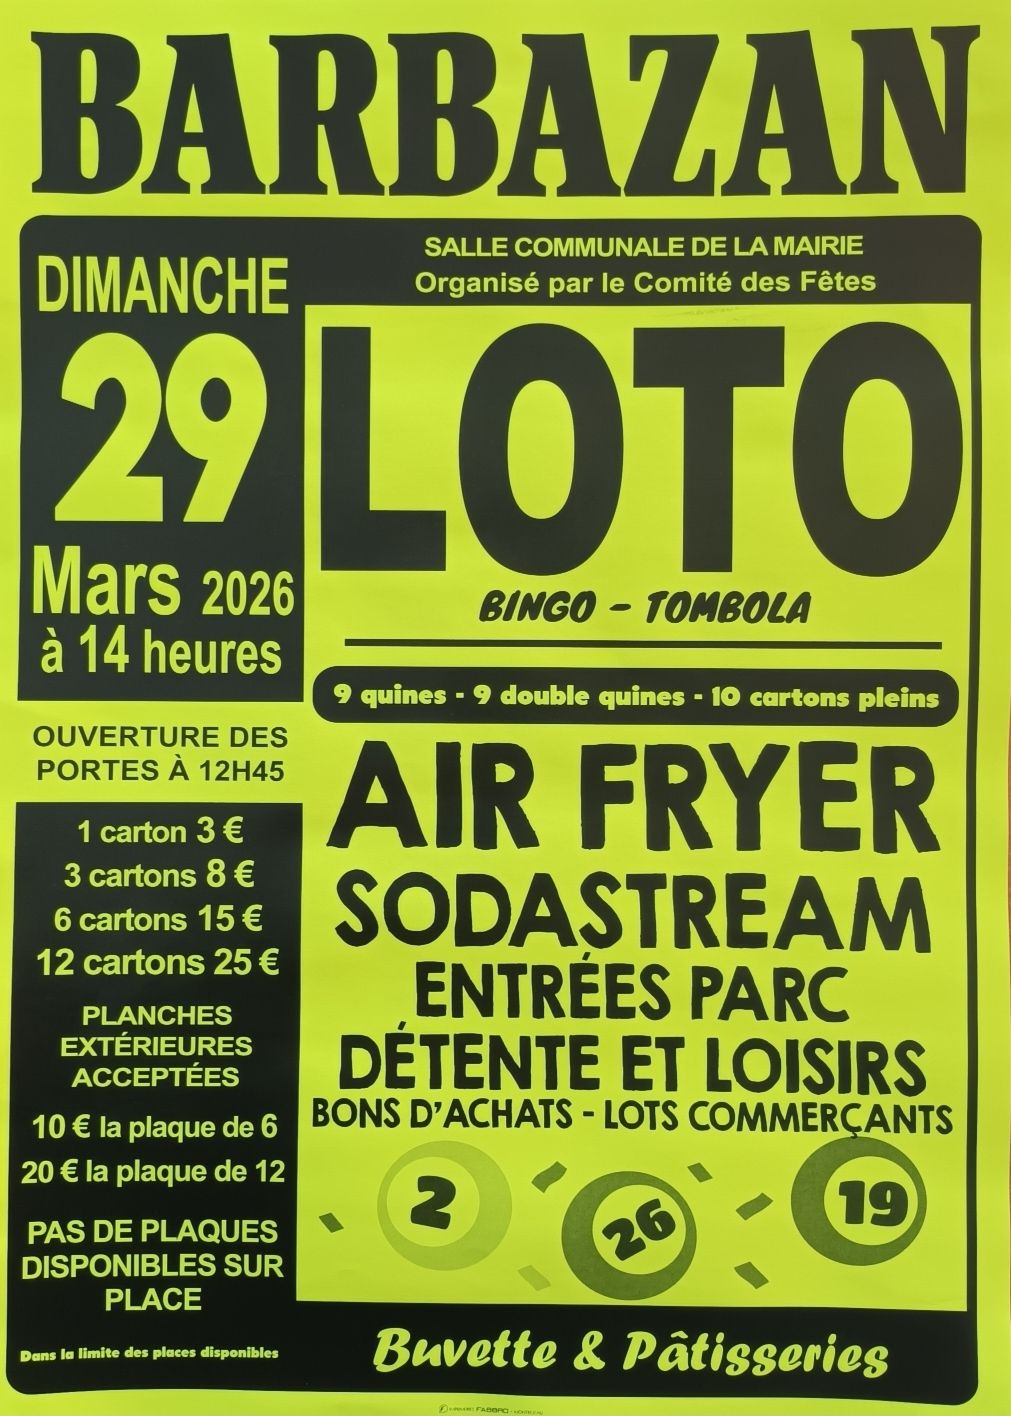 BARBAZAN
SALLE COMMUNALE DE LA MAIRIE
Organisé par le Comité des Fêtes
DIMANCHE
29
Mars 2026
à 14 heures
OUVERTURE DES
PORTES À 12H45
1 carton 3 €
3 cartons 8 €
6 cartons 15 €
12 cartons 25 €
PLANCHES
EXTÉRIEURES
ACCEPTÉES
10 € la plaque de 6
20 € la plaque de 12
PAS DE PLAQUES
DISPONIBLES SUR
PLACE
Dans la limite des places disponibles
LOTO
BINGO - TOMBOLA
9 quines - 9 double quines - 10 cartons pleins
AIR FRYER
SODASTREAM
ENTRÉES PARC
DÉTENTE ET LOISIRS
BONS D'ACHATS - LOTS COMMERÇANTS
2
26
19
Buvette & Pâtisseries
FABBRO